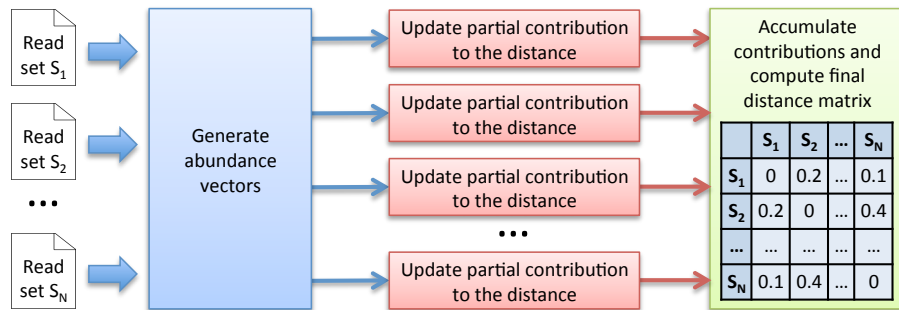 Read
set S1
Read
set S2
...
Read
set SN
Generate
abundance
vectors
Update partial contribution
to the distance
Update partial contribution
to the distance
Update partial contribution
to the distance
...
Update partial contribution
to the distance
Accumulate
contributions and
compute final
distance matrix
S1 S2 ... SN
S1 0 0.2 ... 0.1
S2 0.2 0 ... 0.4
... ... ... ... ...
SN 0.1 0.4 ... 0